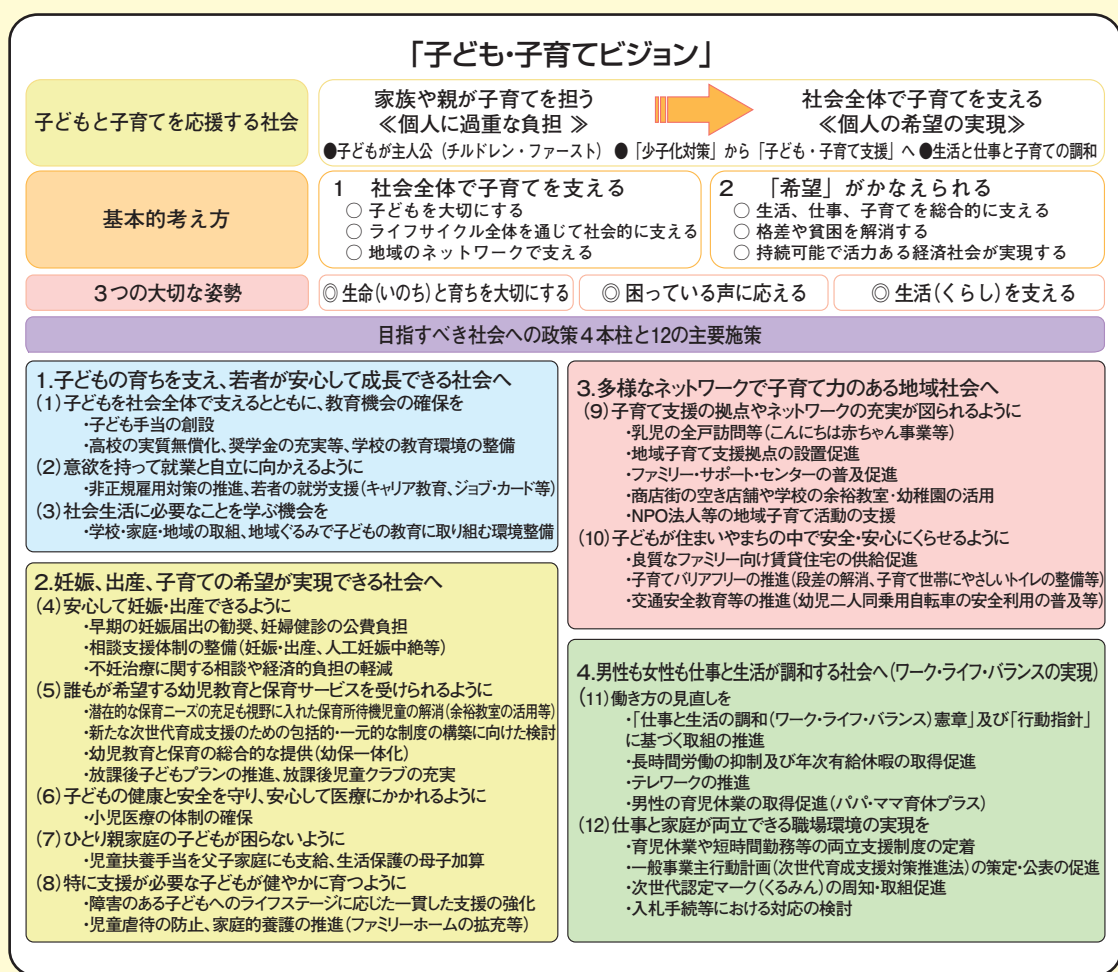 「子ども・子育てビジョン」
子どもと子育てを応援する社会
家族や親が子育てを担う
≪個人に過重な負担 ≫
社会全体で子育てを支える
≪個人の希望の実現≫
●子どもが主人公（チルドレン・ファースト）●「少子化対策」から「子ども・子育て支援」へ ●生活と仕事と子育ての調和
基本的考え方
1 社会全体で子育てを支える
○ 子どもを大切にする
○ ライフサイクル全体を通じて社会的に支える
○ 地域のネットワークで支える
2 「希望」がかなえられる
○ 生活、仕事、子育てを総合的に支える
○ 格差や貧困を解消する
○ 持続可能で活力ある経済社会が実現する
3つの大切な姿勢
◎ 生命(いのち)と育ちを大切にする
◎ 困っている声に応える
◎ 生活(くらし)を支える
目指すべき社会への政策4本柱と12の主要施策
1.子どもの育ちを支え、若者が安心して成長できる社会へ
(1)子どもを社会全体で支えるとともに、教育機会の確保を
・子ども手当の創設
・高校の実質無償化、奨学金の充実等、学校の教育環境の整備
(2)意欲を持って就業と自立に向かえるように
・非正規雇用対策の推進、若者の就労支援(キャリア教育、ジョブ・カード等)
(3)社会生活に必要なことを学ぶ機会を
・学校・家庭・地域の取組、地域ぐるみで子どもの教育に取り組む環境整備
2.妊娠、出産、子育ての希望が実現できる社会へ
(4)安心して妊娠・出産できるように
・早期の妊娠届出の勧奨、妊婦健診の公費負担
・相談支援体制の整備(妊娠・出産、人工妊娠中絶等)
・不妊治療に関する相談や経済的負担の軽減
(5)誰もが希望する幼児教育と保育サービスを受けられるように
・潜在的な保育ニーズの充足も視野に入れた保育所待機児童の解消(余裕教室の活用等)
・新たな次世代育成支援のための包括的・一元的な制度の構築に向けた検討
・幼児教育と保育の総合的な提供(幼保一体化)
・放課後子どもプランの推進、放課後児童クラブの充実
(6)子どもの健康と安全を守り、安心して医療にかかれるように
・小児医療の体制の確保
(7)ひとり親家庭の子どもが困らないように
・児童扶養手当を父子家庭にも支給、生活保護の母子加算
(8)特に支援が必要な子どもが健やかに育つように
・障害のある子どもへのライフステージに応じた一貫した支援の強化
・児童虐待の防止、家庭的養護の推進(ファミリーホームの拡充等)
3.多様なネットワークで子育て力のある地域社会へ
(9)子育て支援の拠点やネットワークの充実が図られるように
・乳児の全戸訪問等(こんにちは赤ちゃん事業等)
・地域子育て支援拠点の設置促進
・ファミリー・サポート・センターの普及促進
・商店街の空き店舗や学校の余裕教室・幼稚園の活用
・NPO法人等の地域子育て活動の支援
(10)子どもが住まいやまちの中で安全・安心にくらせるように
・良質なファミリー向け賃貸住宅の供給促進
・子育てバリアフリーの推進(段差の解消、子育て世帯にやさしいトイレの整備等)
・交通安全教育等の推進(幼児二人同乗用自転車の安全利用の普及等)
4.男性も女性も仕事と生活が調和する社会へ(ワーク・ライフ・バランスの実現)
(11)働き方の見直しを
・「仕事と生活の調和(ワーク・ライフ・バランス)憲章」及び「行動指針」
に基づく取組の推進
・長時間労働の抑制及び年次有給休暇の取得促進
・テレワークの推進
・男性の育児休業の取得促進(パパ・ママ育休プラス)
(12)仕事と家庭が両立できる職場環境の実現を
・育児休業や短時間勤務等の両立支援制度の定着
・一般事業主行動計画(次世代育成支援対策推進法)の策定・公表の促進
・次世代認定マーク(くるみん)の周知・取組促進
・入札手続等における対応の検討